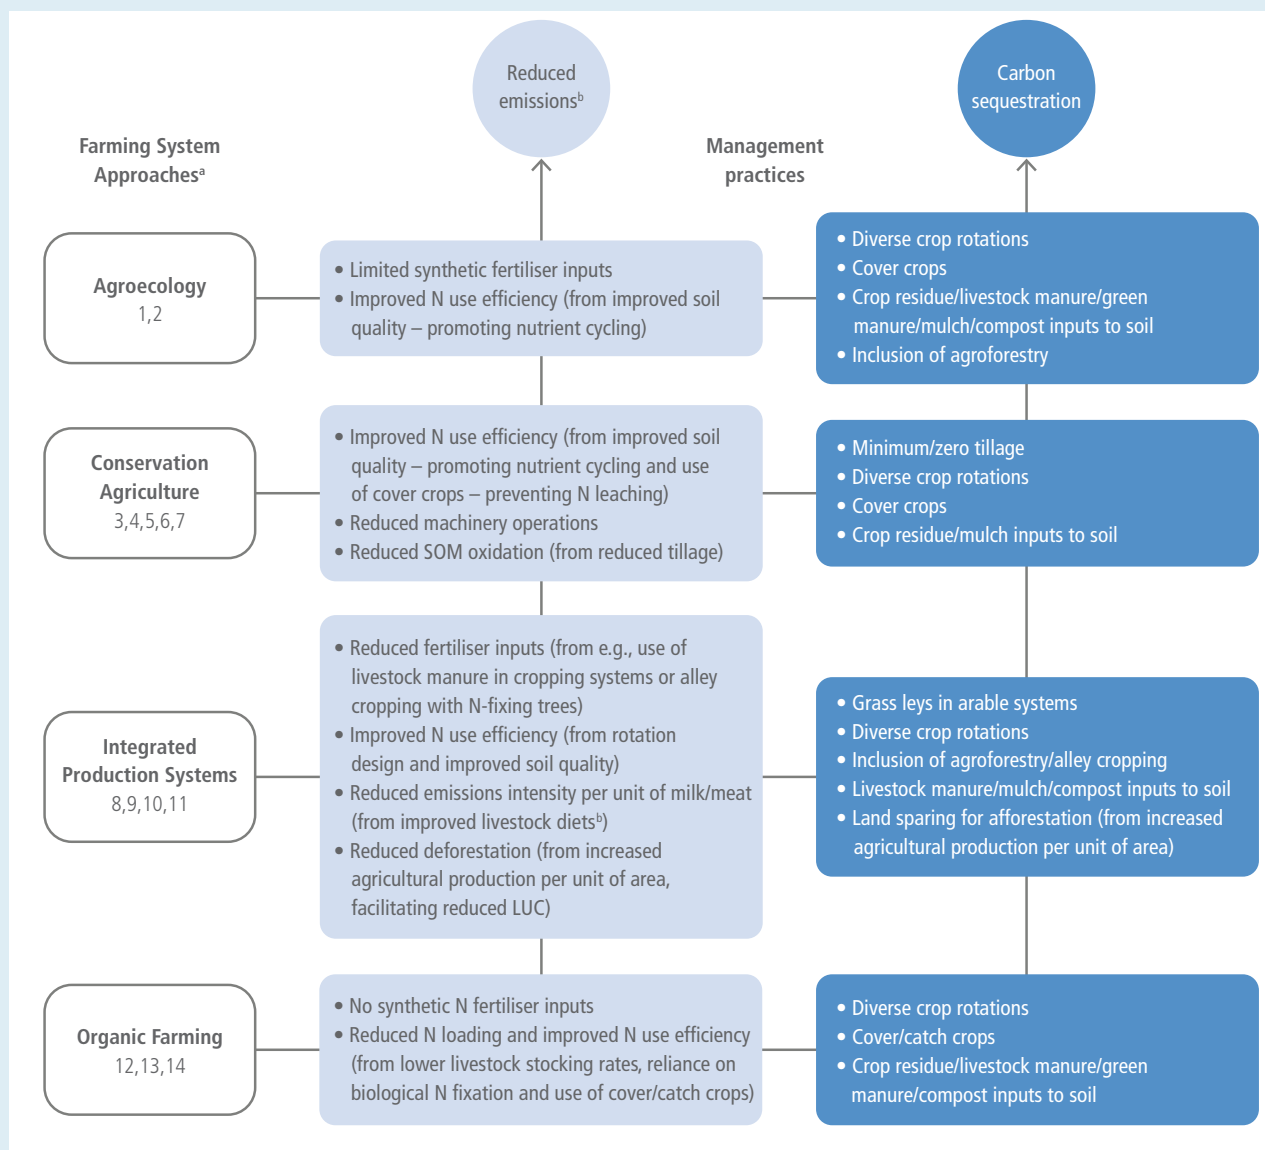 Reduced
emissionsᵇ
Carbon
sequestration
Farming System
Approachesᵃ
Management
practices
Agroecology
1,2
• Limited synthetic fertiliser inputs
• Improved N use efficiency (from improved soil
quality – promoting nutrient cycling)
• Diverse crop rotations
• Cover crops
• Crop residue/livestock manure/green
manure/mulch/compost inputs to soil
• Inclusion of agroforestry
Conservation
Agriculture
3,4,5,6,7
• Improved N use efficiency (from improved soil
quality – promoting nutrient cycling and use
of cover crops – preventing N leaching)
• Reduced machinery operations
• Reduced SOM oxidation (from reduced tillage)
• Minimum/zero tillage
• Diverse crop rotations
• Cover crops
• Crop residue/mulch inputs to soil
Integrated
Production Systems
8,9,10,11
• Reduced fertiliser inputs (from e.g., use of
livestock manure in cropping systems or alley
cropping with N-fixing trees)
• Improved N use efficiency (from rotation
design and improved soil quality)
• Reduced emissions intensity per unit of milk/meat
(from improved livestock dietsᵇ)
• Reduced deforestation (from increased
agricultural production per unit of area,
facilitating reduced LUC)
• Grass leys in arable systems
• Diverse crop rotations
• Inclusion of agroforestry/alley cropping
• Livestock manure/mulch/compost inputs to soil
• Land sparing for afforestation (from increased
agricultural production per unit of area)
Organic Farming
12,13,14
• No synthetic N fertiliser inputs
• Reduced N loading and improved N use efficiency
(from lower livestock stocking rates, reliance on
biological N fixation and use of cover/catch crops)
• Diverse crop rotations
• Cover/catch crops
• Crop residue/livestock manure/green
manure/compost inputs to soil